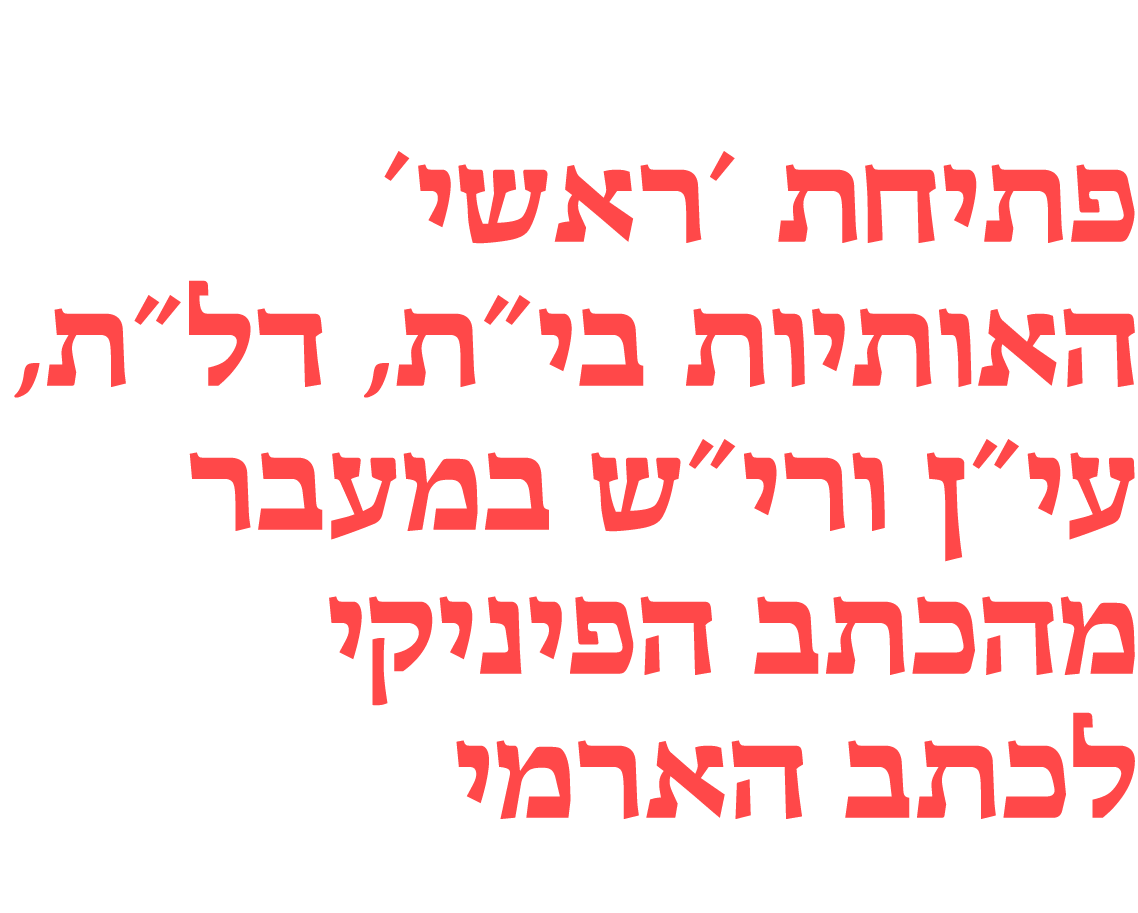 פתיחת ׳ראשי׳
האותיות בי״ת, דל״ת,
עי״ן ורי״ש במעבר
מהכתב הפיניקי
לכתב הארמי